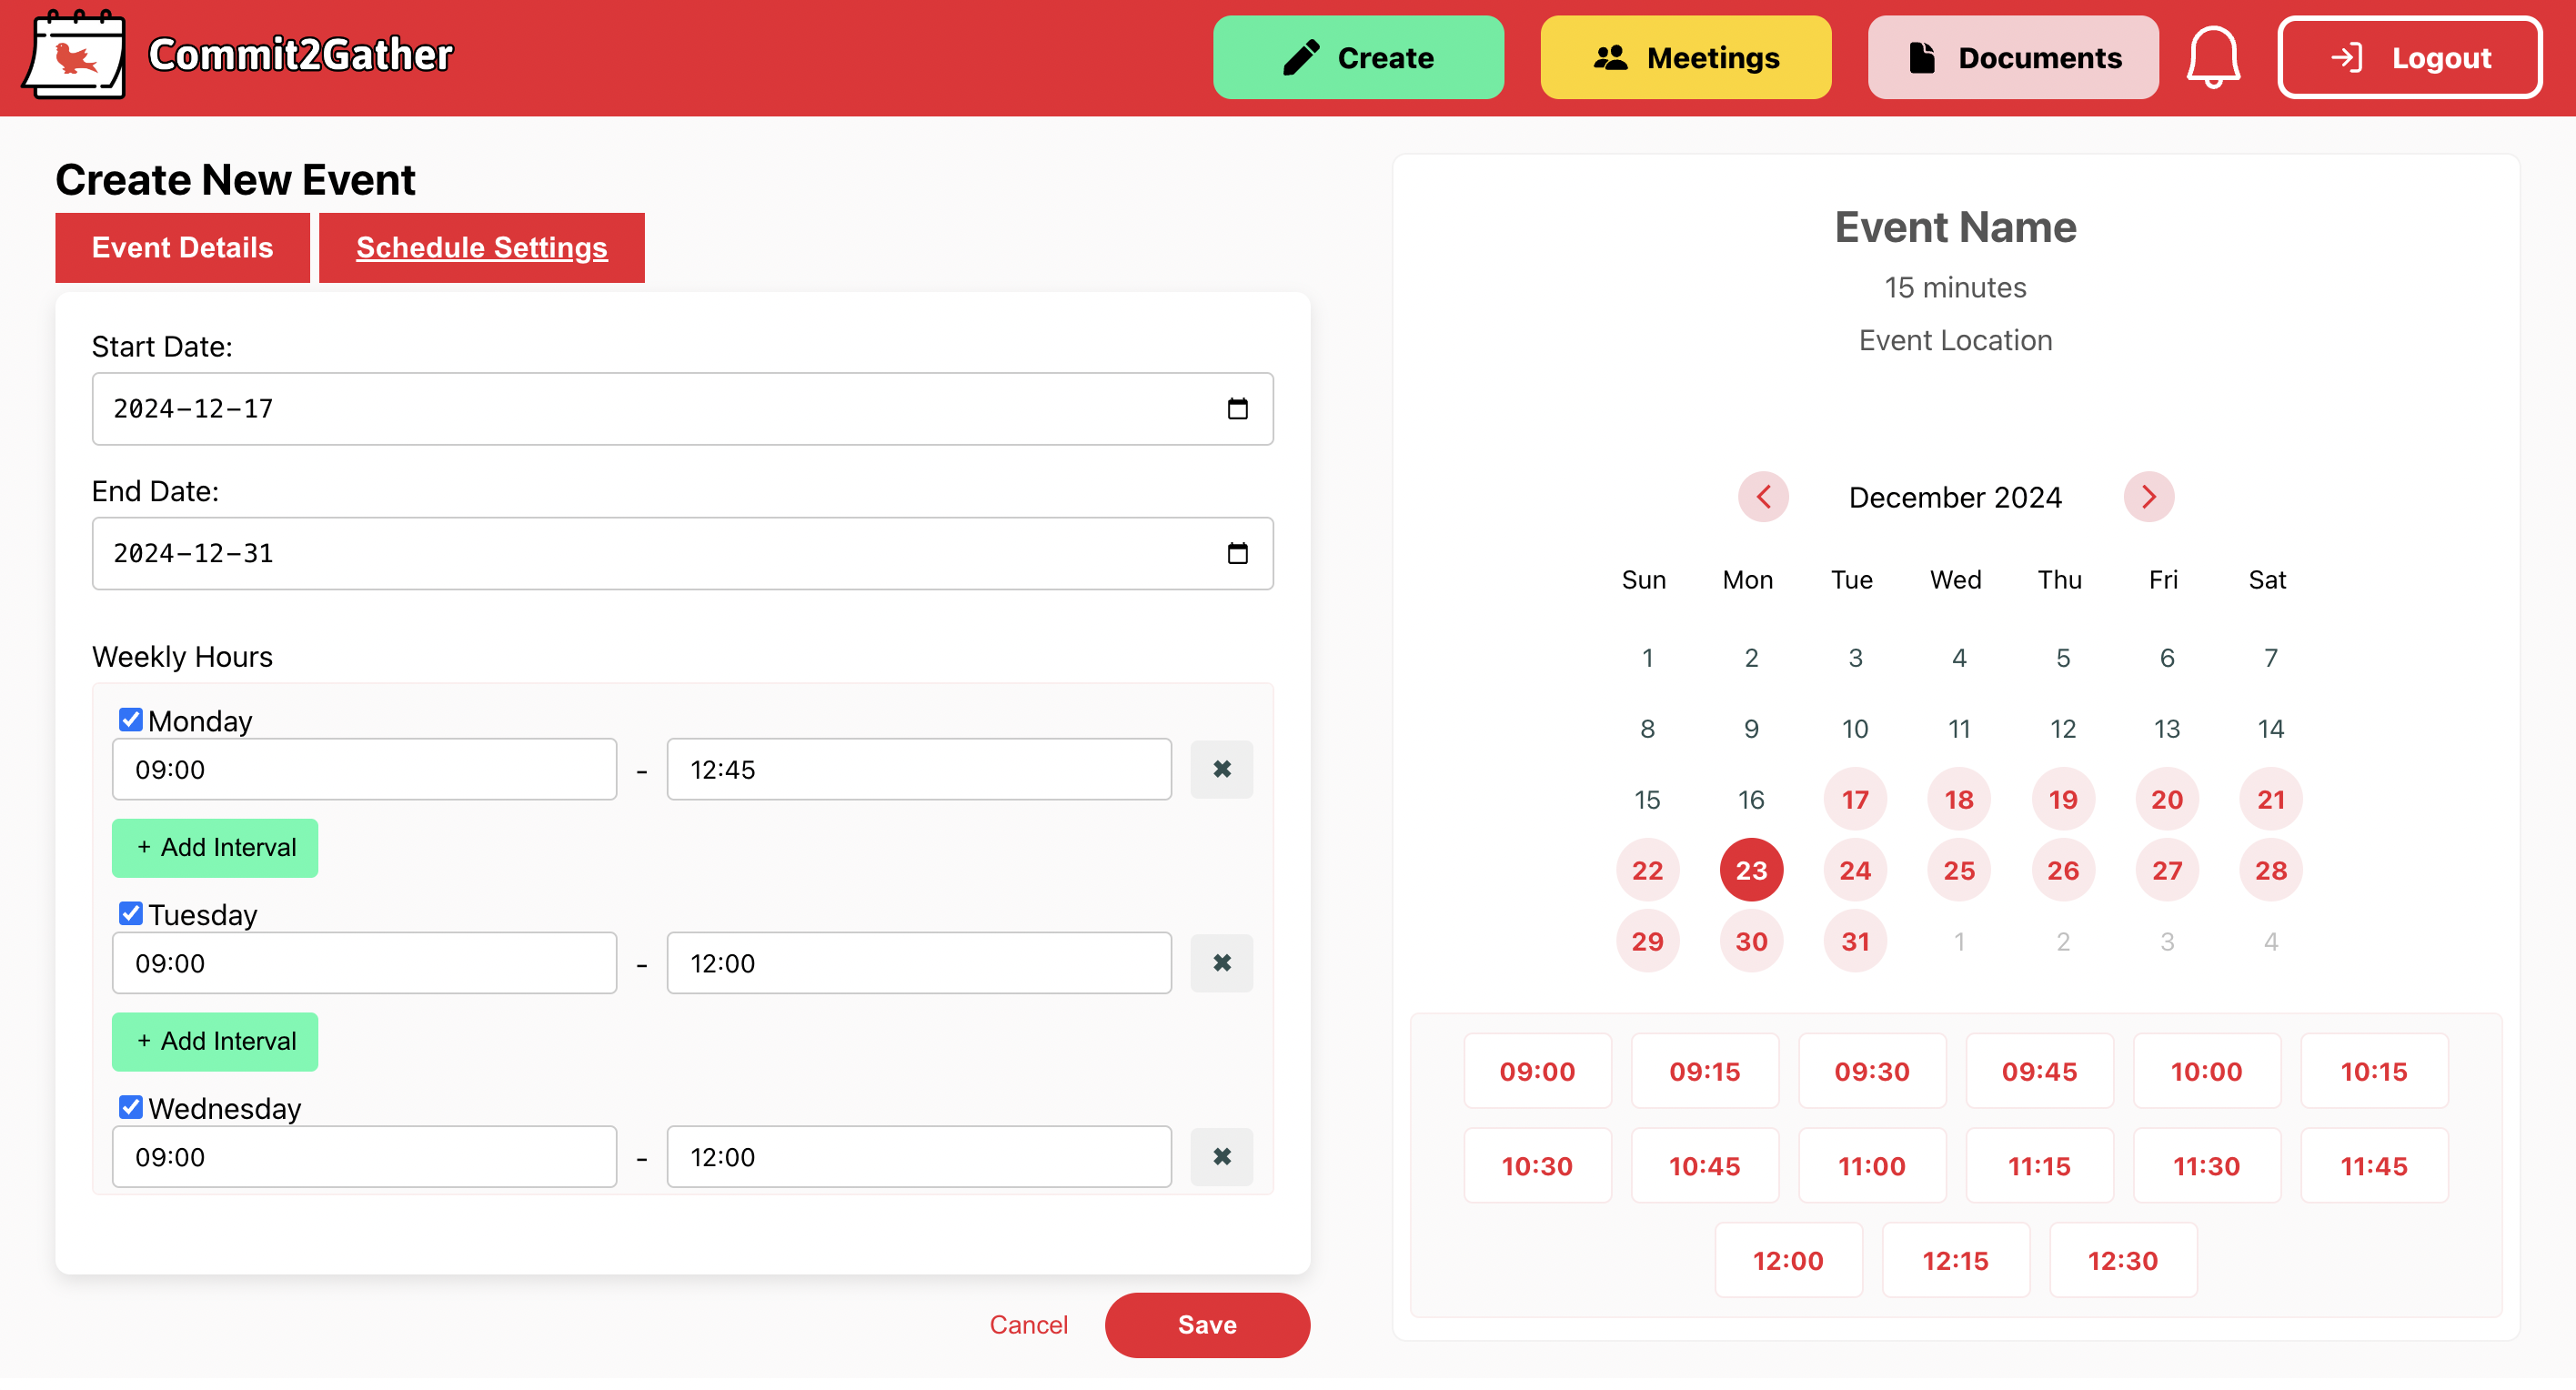 Commit2Gather
Create
Meetings
Documents
Logout
Create New Event
Event Details
Schedule Settings
Start Date:
2024-12-17
End Date:
2024-12-31
Weekly Hours
Monday
09:00 - 12:45 ✖
+ Add Interval
Tuesday
09:00 - 12:00 ✖
+ Add Interval
Wednesday
09:00 - 12:00 ✖
Cancel
Save
Event Name
15 minutes
Event Location
December 2024
Sun Mon Tue Wed Thu Fri Sat
1 2 3 4 5 6 7
8 9 10 11 12 13 14
15 16 17 18 19 20 21
22 23 24 25 26 27 28
29 30 31 1 2 3 4
09:00 09:15 09:30 09:45 10:00 10:15
10:30 10:45 11:00 11:15 11:30 11:45
12:00 12:15 12:30